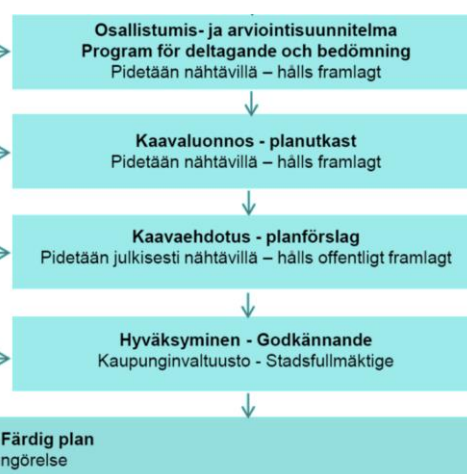 Osallistumis- ja arviointisuunnitelma
Program för deltagande och bedömning
Pidetään nähtävillä – hålls framlagt
Kaavaluonnos - planutkast
Pidetään nähtävillä – hålls framlagt
Kaavaehdotus - planförslag
Pidetään julkisesti nähtävillä – hålls offentligt framlagt
Hyväksyminen - Godkännande
Kaupunginvaltuusto - Stadsfullmäktige
Färdig plan
ngörelse